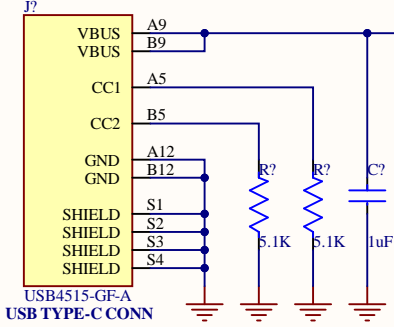 J?
VBUS A9
VBUS B9
CC1 A5
CC2 B5
GND A12
GND B12
R? R? C?
SHIELD S1
SHIELD S2
SHIELD S3
SHIELD S4
5.1K 5.1K 1uF
USB4515-GF-A
USB TYPE-C CONN